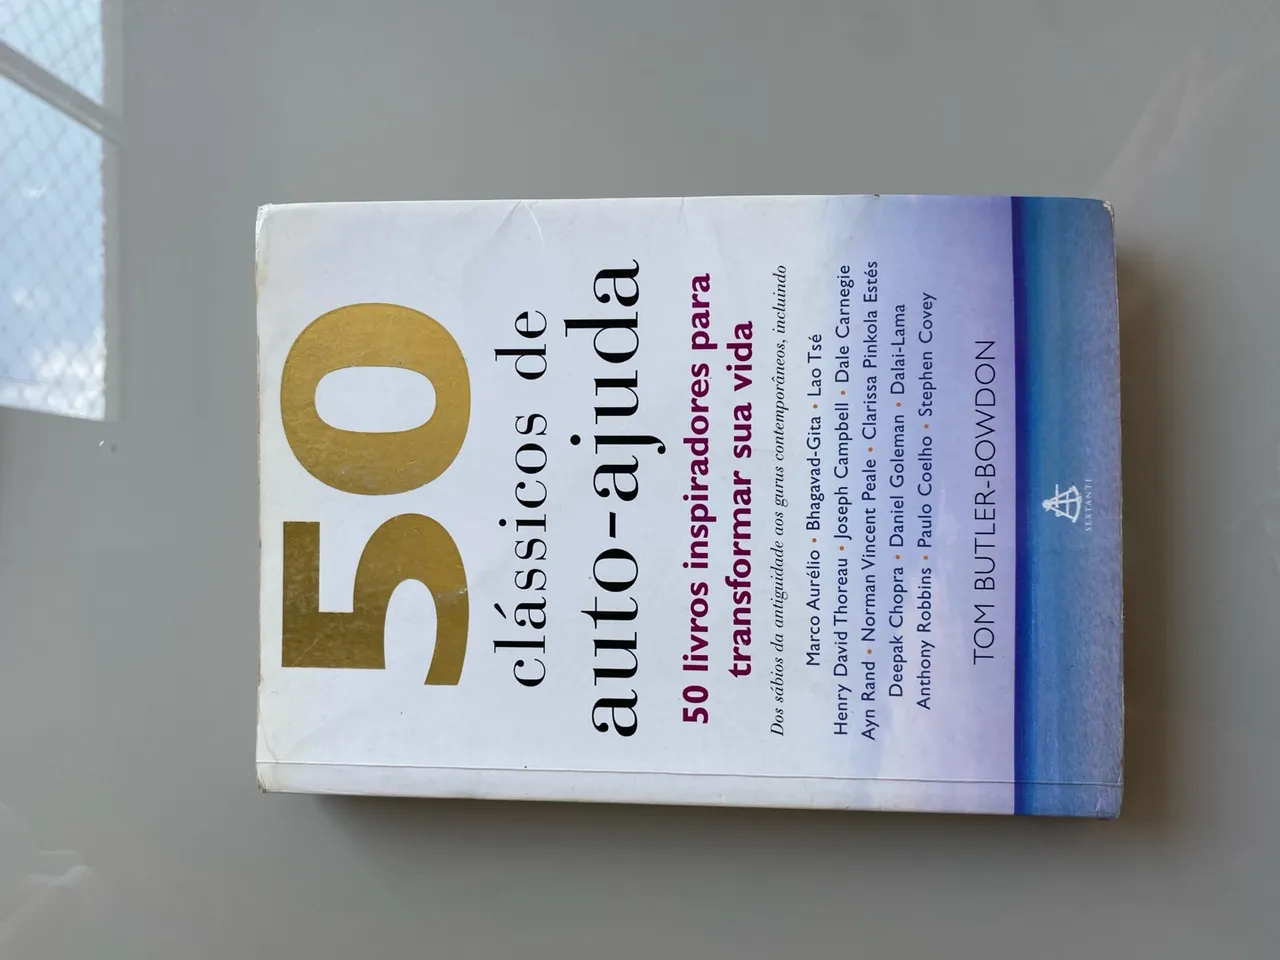 50
clássicos de
auto-ajuda
50 livros inspiradores para
transformar sua vida
Dos sábios da antiguidade aos gurus contemporâneos, incluindo
Marco Aurélio • Bhagavad-Gita • Lao Tsé
Henry David Thoreau • Joseph Campbell • Dale Carnegie
Ayn Rand • Norman Vincent Peale • Clarissa Pinkola Estés
Deepak Chopra • Daniel Goleman • Dalai-Lama
Anthony Robbins • Paulo Coelho • Stephen Covey
TOM BUTLER-BOWDON
SEXTANTE